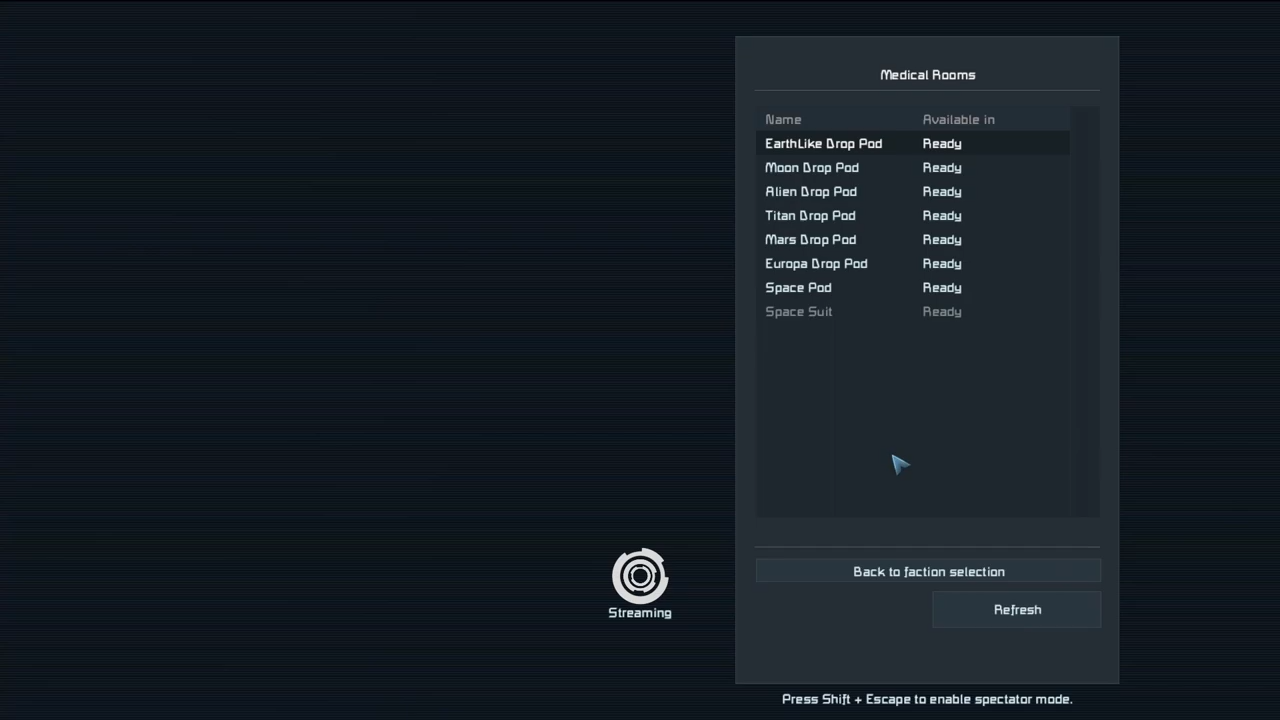 Medical Rooms
Name Available in
EarthLike Drop Pod Ready
Moon Drop Pod Ready
Alien Drop Pod Ready
Titan Drop Pod Ready
Mars Drop Pod Ready
Europa Drop Pod Ready
Space Pod Ready
Space Suit Ready
Streaming
Back to faction selection
Refresh
Press Shift + Escape to enable spectator mode.